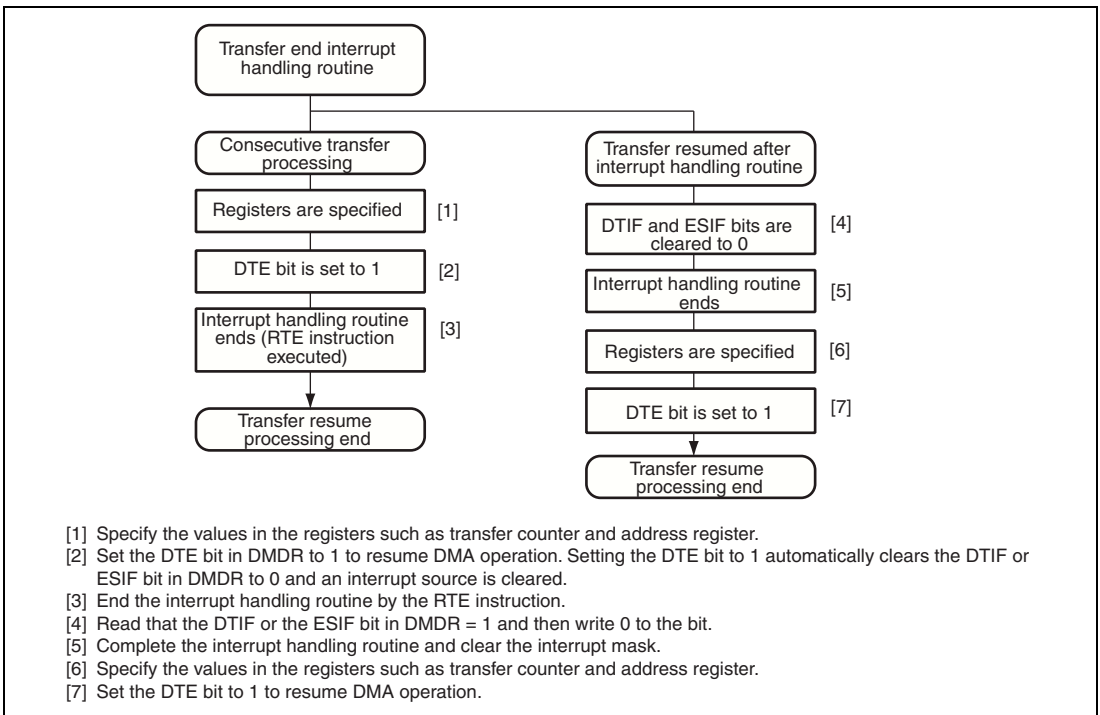 Transfer end interrupt
handling routine
Consecutive transfer
processing
Registers are specified
[1]
DTE bit is set to 1
[2]
Interrupt handling routine
ends (RTE instruction
executed)
[3]
Transfer resume
processing end
Transfer resumed after
interrupt handling routine
DTIF and ESIF bits are
cleared to 0
[4]
Interrupt handling routine
ends
[5]
Registers are specified
[6]
DTE bit is set to 1
[7]
Transfer resume
processing end
[1] Specify the values in the registers such as transfer counter and address register.
[2] Set the DTE bit in DMDR to 1 to resume DMA operation. Setting the DTE bit to 1 automatically clears the DTIF or
ESIF bit in DMDR to 0 and an interrupt source is cleared.
[3] End the interrupt handling routine by the RTE instruction.
[4] Read that the DTIF or the ESIF bit in DMDR = 1 and then write 0 to the bit.
[5] Complete the interrupt handling routine and clear the interrupt mask.
[6] Specify the values in the registers such as transfer counter and address register.
[7] Set the DTE bit to 1 to resume DMA operation.